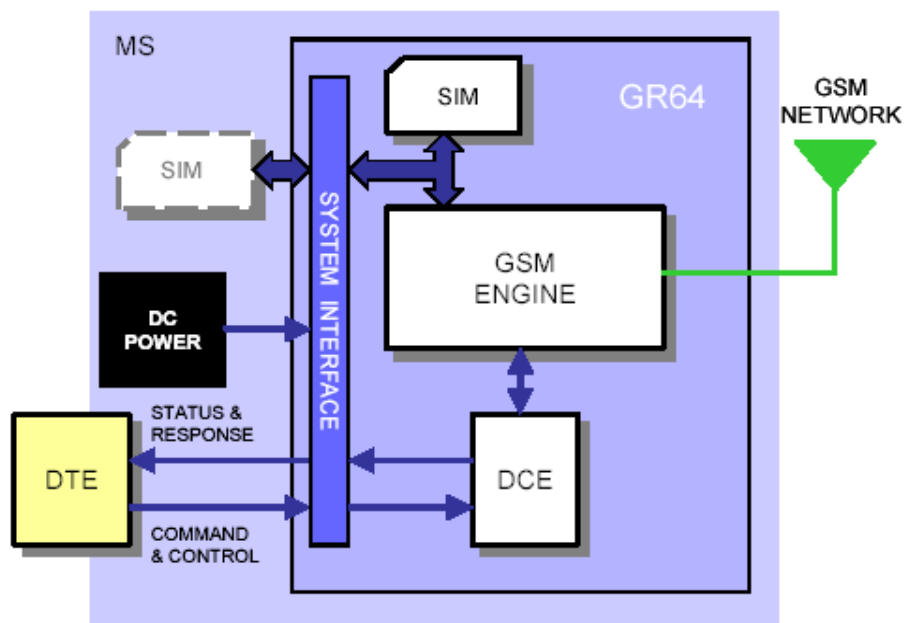 MS
GR64
SIM
GSM
NETWORK
SIM
SYSTEM INTERFACE
GSM
ENGINE
DC
POWER
STATUS &
RESPONSE
DTE
DCE
COMMAND
& CONTROL